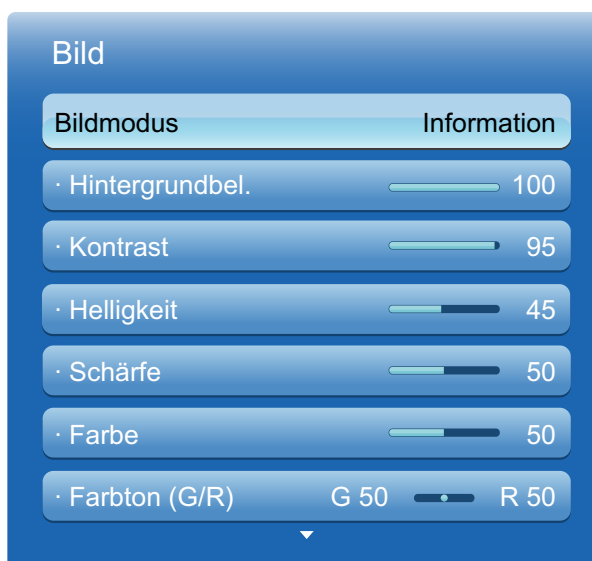 Bild
Bildmodus Information
· Hintergrundbel. 100
· Kontrast 95
· Helligkeit 45
· Schärfe 50
· Farbe 50
· Farbton (G/R) G 50 R 50